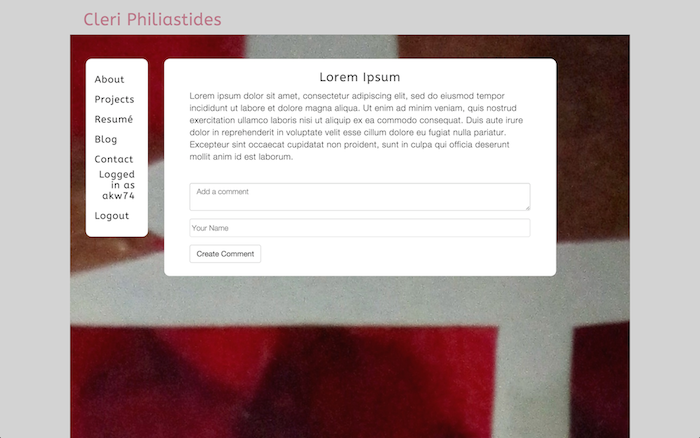 Cleri Philiastides
About
Projects
Resumé
Blog
Contact
Logged
in as
akw74
Logout
Lorem Ipsum
Lorem ipsum dolor sit amet, consectetur adipiscing elit, sed do eiusmod tempor
incididunt ut labore et dolore magna aliqua. Ut enim ad minim veniam, quis nostrud
exercitation ullamco laboris nisi ut aliquip ex ea commodo consequat. Duis aute irure
dolor in reprehenderit in voluptate velit esse cillum dolore eu fugiat nulla pariatur.
Excepteur sint occaecat cupidatat non proident, sunt in culpa qui officia deserunt
mollit anim id est laborum.
Add a comment
Your Name
Create Comment